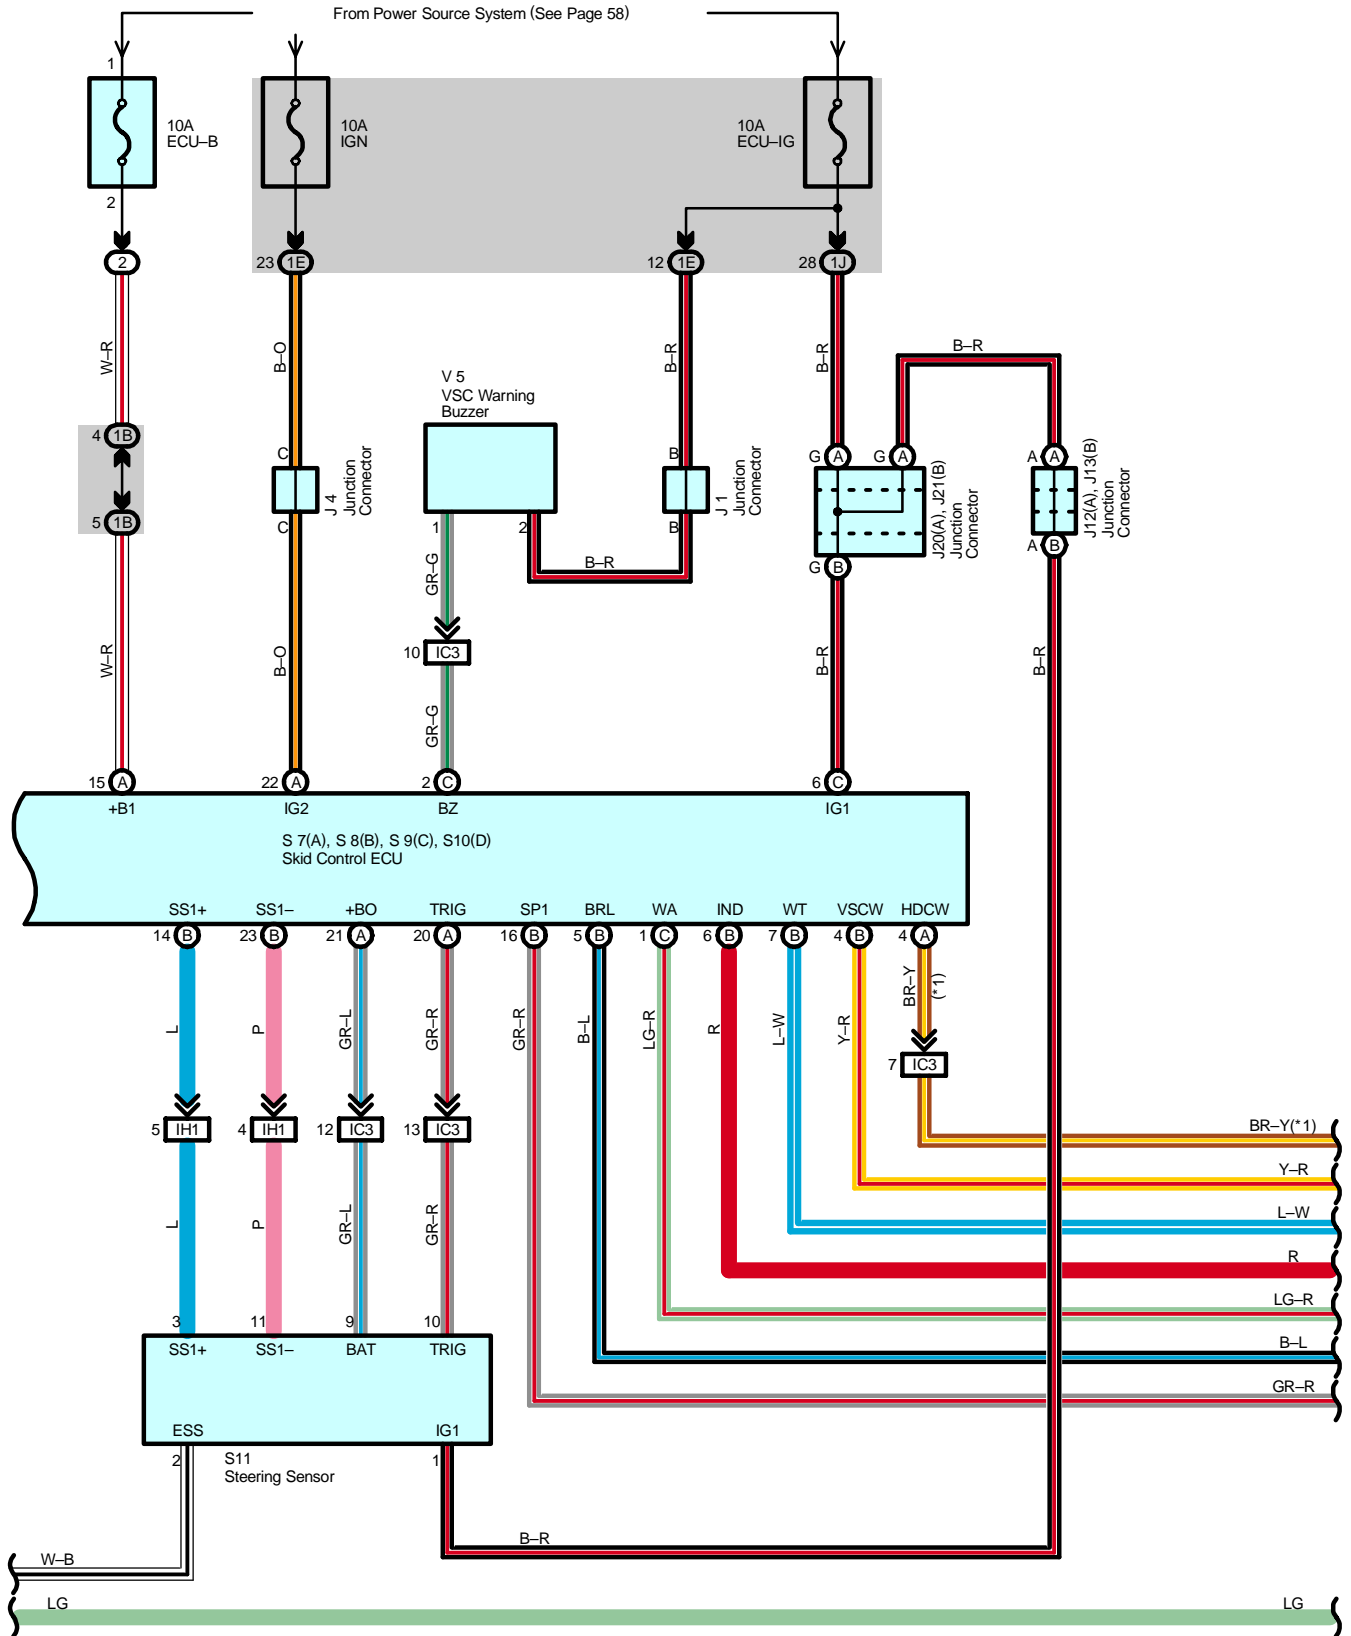 From Power Source System (See Page 58)
1
10A
ECU–B
10A
IGN
10A
ECU–IG
2
2
23 1E
12 1E
28 1J
W–R
B–O
B–R
B–R
B–R
V 5
VSC Warning
Buzzer
4 1B
5 1B
C
C
J 4
Junction
Connector
1
2
B
B
J 1
Junction
Connector
G A
G A
G B
J20(A), J21(B)
Junction
Connector
A A
A B
J12(A), J13(B)
Junction
Connector
B–R
GR–G
10 IC3
W–R
B–O
GR–G
B–R
B–R
15 A
22 A
2 C
6 C
+B1
IG2
BZ
IG1
S 7(A), S 8(B), S 9(C), S10(D)
Skid Control ECU
SS1+
SS1–
+BO
TRIG
SP1
BRL
WA
IND
WT
VSCW
HDCW
14 B
23 B
21 A
20 A
16 B
5 B
1 C
6 B
7 B
4 B
4 A
L
P
GR–L
GR–R
GR–R
B–L
LG–R
R
L–W
Y–R
BR–Y
(*1)
7 IC3
5 IH1
4 IH1
12 IC3
13 IC3
BR–Y(*1)
Y–R
L–W
R
LG–R
B–L
GR–R
L
P
GR–L
GR–R
3
11
9
10
SS1+
SS1–
BAT
TRIG
ESS
IG1
2
1
S11
Steering Sensor
B–R
W–B
LG
LG